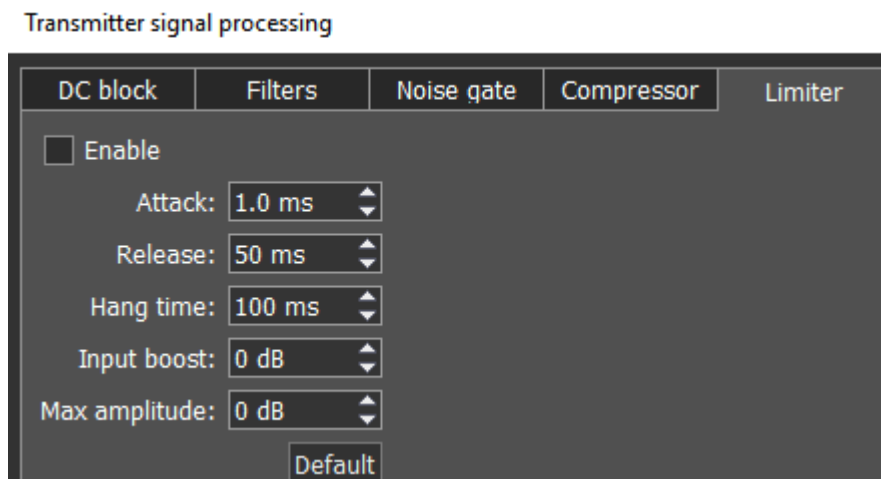 Transmitter signal processing
DC block Filters Noise gate Compressor Limiter
Enable
Attack: 1.0 ms
Release: 50 ms
Hang time: 100 ms
Input boost: 0 dB
Max amplitude: 0 dB
Default